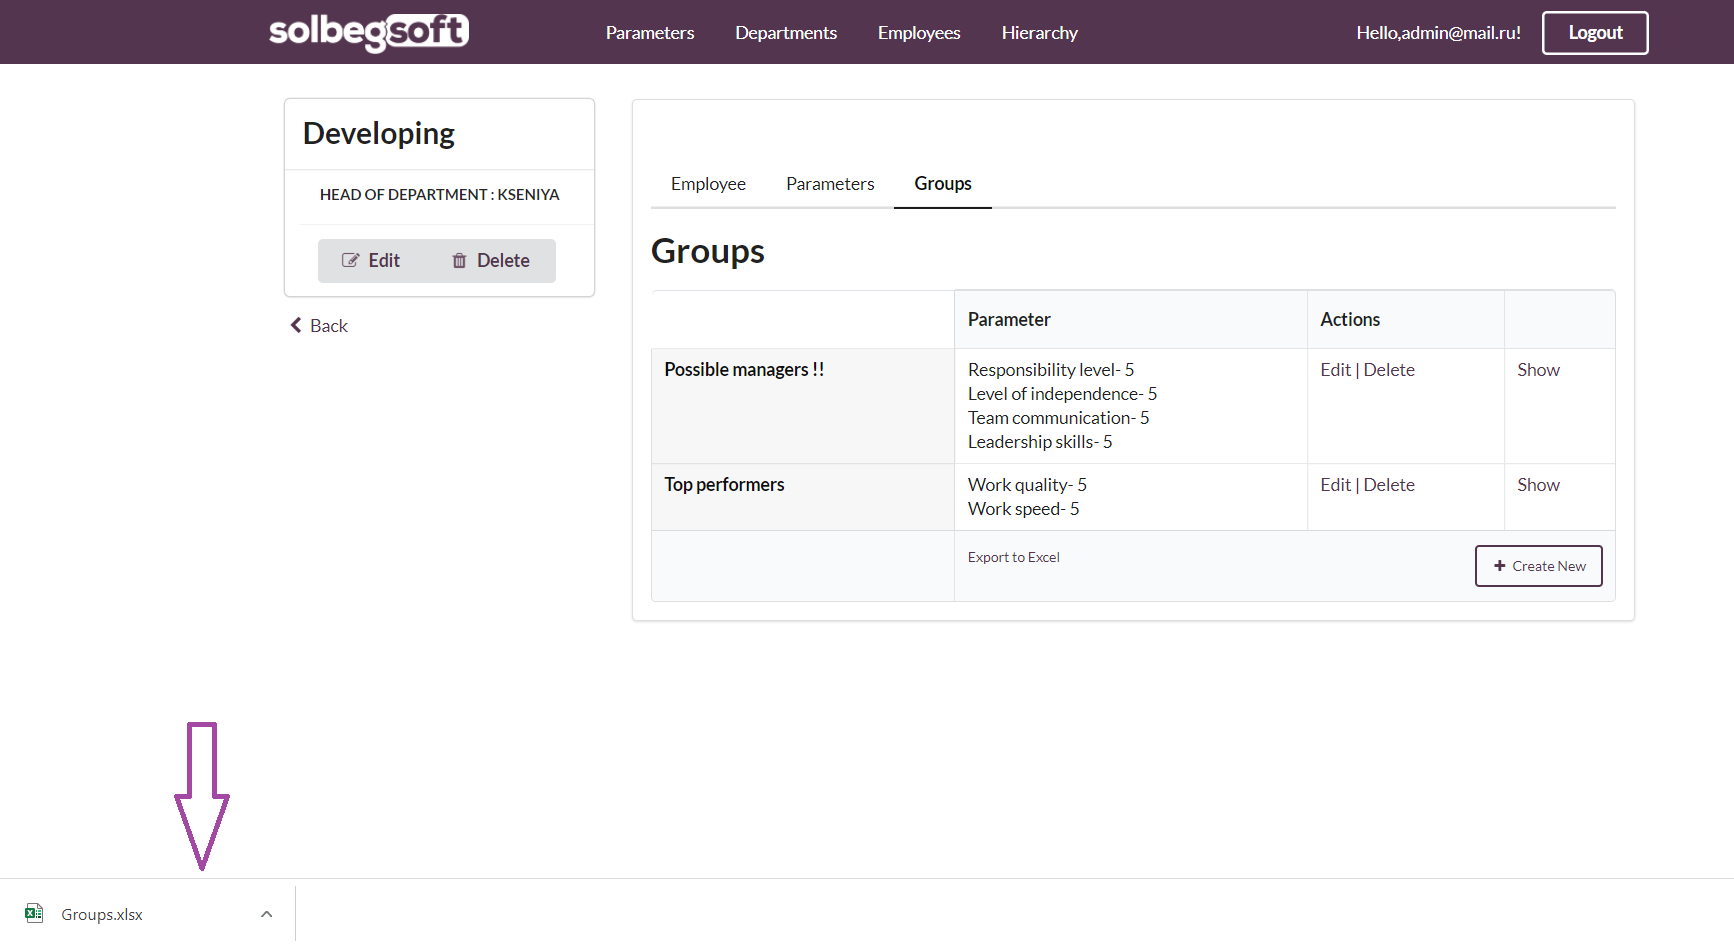 solbegsoft
Parameters Departments Employees Hierarchy Hello,admin@mail.ru! Logout
Developing
HEAD OF DEPARTMENT : KSENIYA
Edit Delete
Back
Employee Parameters Groups
Groups
Parameter Actions
Possible managers !! Responsibility level- 5 Edit | Delete Show
Level of independence- 5
Team communication- 5
Leadership skills- 5
Top performers Work quality- 5 Edit | Delete Show
Work speed- 5
Export to Excel + Create New
Groups.xlsx